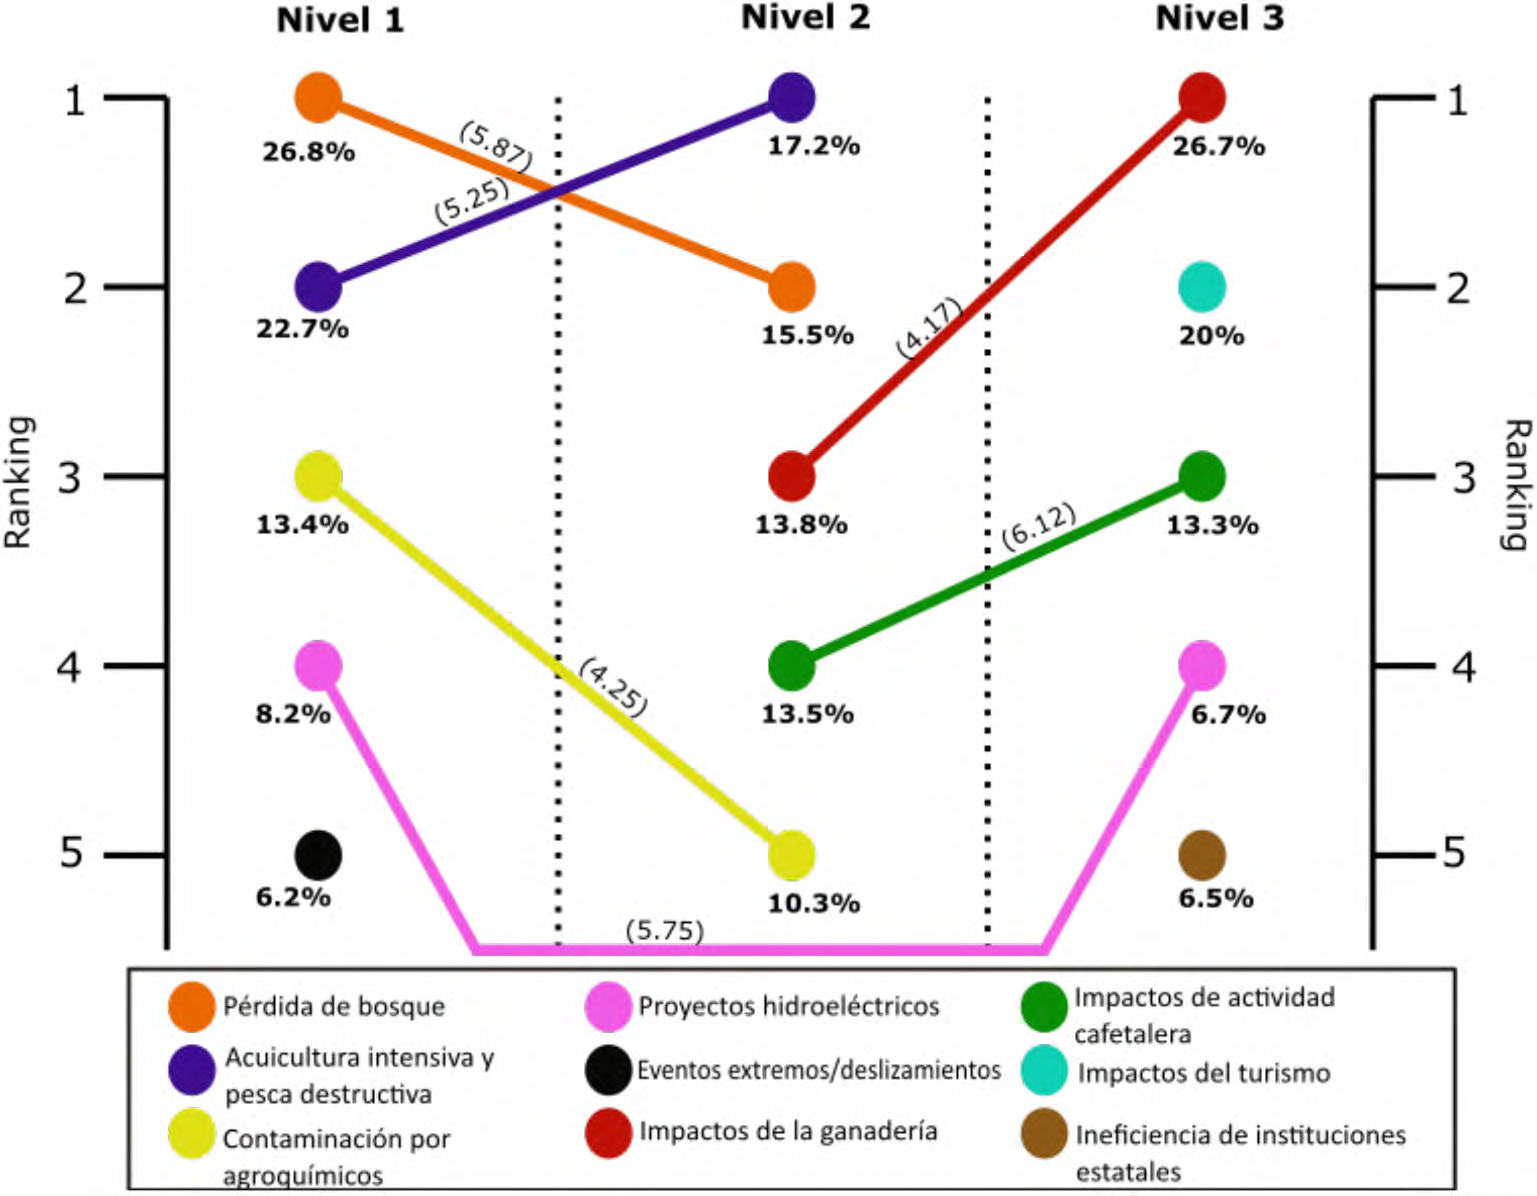 Nivel 1
Nivel 2
Nivel 3
1
1
26.8%
(5.87)
17.2%
26.7%
(5.25)
2
2
22.7%
15.5%
20%
(4.17)
Ranking
Ranking
3
3
13.4%
13.8%
13.3%
(6.12)
4
4
(4.25)
8.2%
13.5%
6.7%
5
5
6.2%
10.3%
6.5%
(5.75)
Pérdida de bosque
Acuicultura intensiva y
pesca destructiva
Contaminación por
agroquímicos
Proyectos hidroeléctricos
Eventos extremos/deslizamientos
Impactos de la ganadería
Impactos de actividad
cafetalera
Impactos del turismo
Ineficiencia de instituciones
estatales